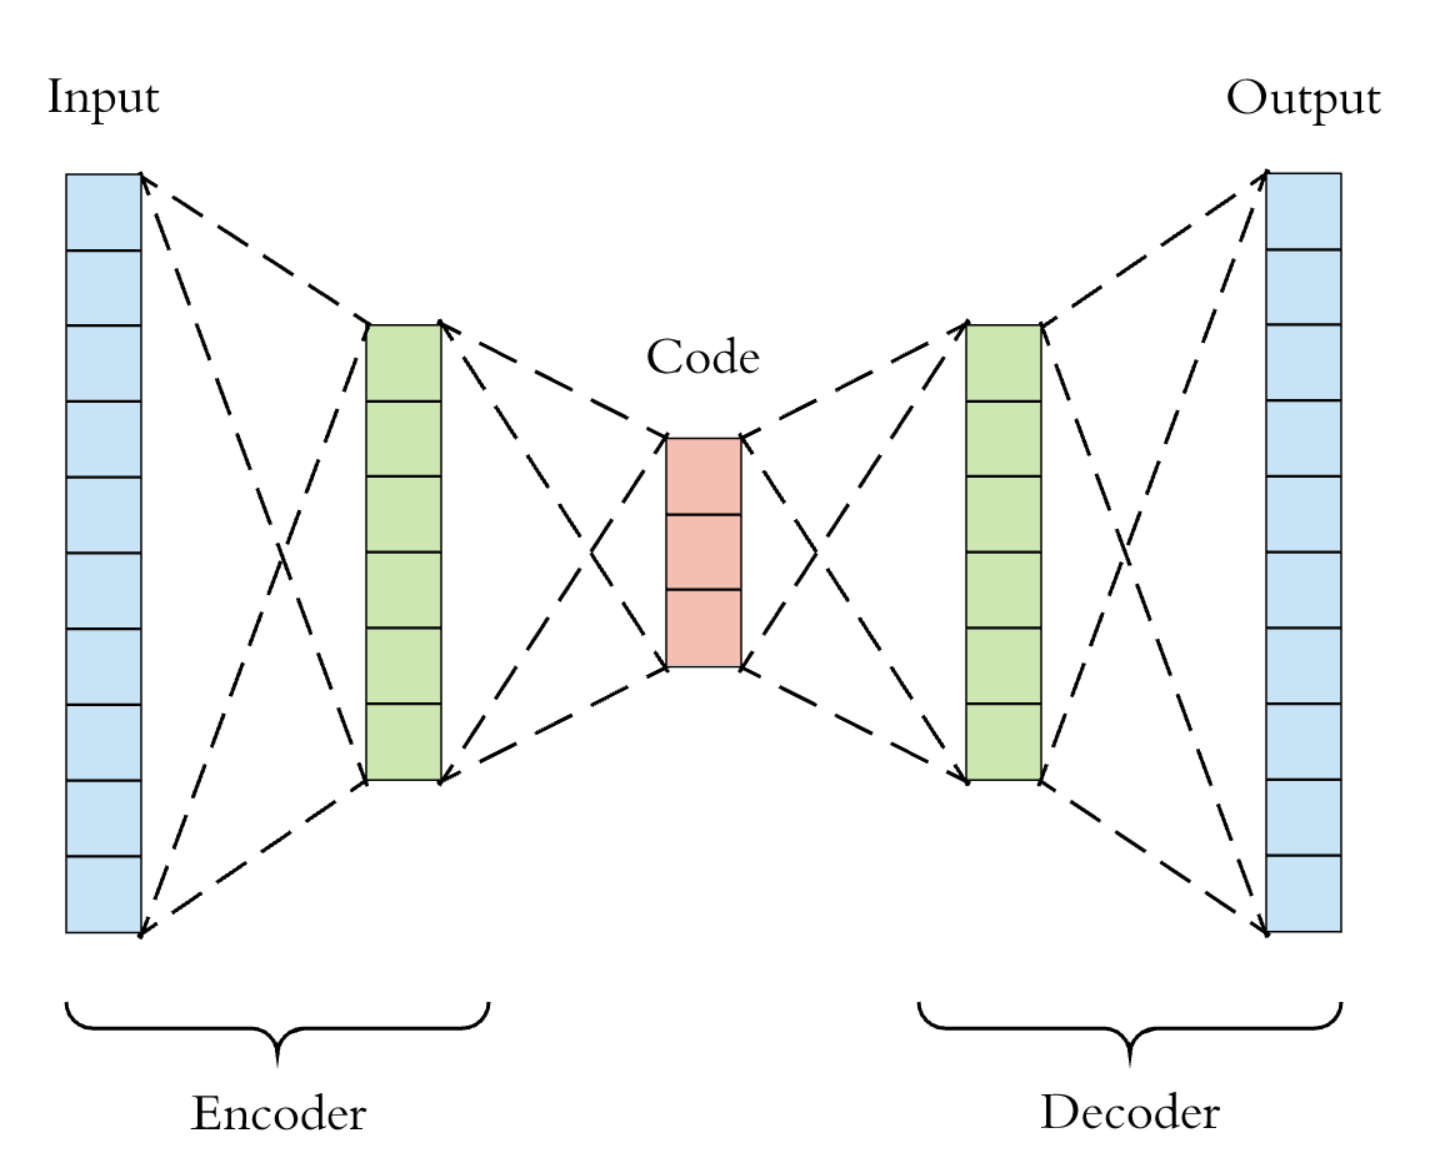 Input
Output
Code
Encoder
Decoder